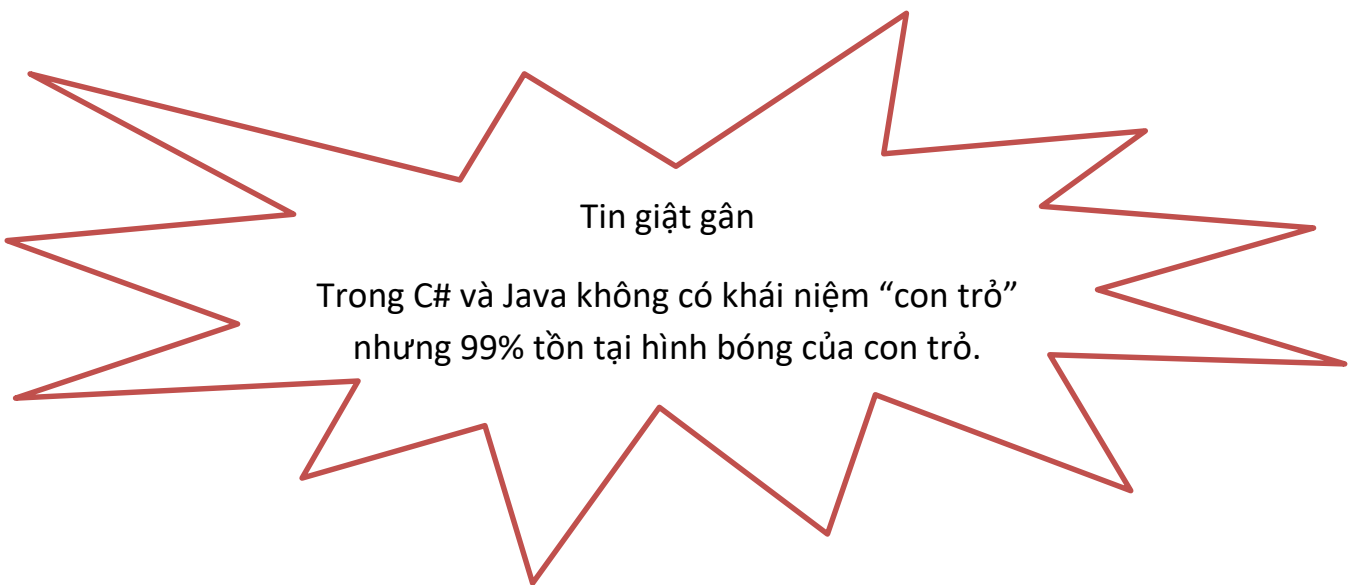 Tin giật gân
Trong C# và Java không có khái niệm “con trỏ”
nhưng 99% tồn tại hình bóng của con trỏ.